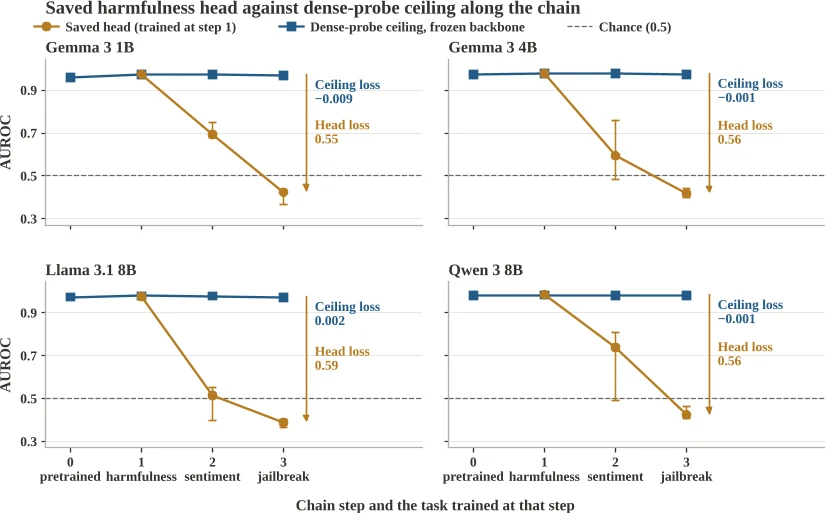 Saved harmfulness head against dense-probe ceiling along the chain
Saved head (trained at step 1) Dense-probe ceiling, frozen backbone Chance (0.5)
Gemma 3 1B
AUROC
0.9
0.7
0.5
0.3
Ceiling loss
−0.009
Head loss
0.55
Gemma 3 4B
Ceiling loss
−0.001
Head loss
0.56
Llama 3.1 8B
AUROC
0.9
0.7
0.5
0.3
Ceiling loss
0.002
Head loss
0.59
0 1 2 3
pretrained harmfulness sentiment jailbreak
Qwen 3 8B
Ceiling loss
−0.001
Head loss
0.56
0 1 2 3
pretrained harmfulness sentiment jailbreak
Chain step and the task trained at that step